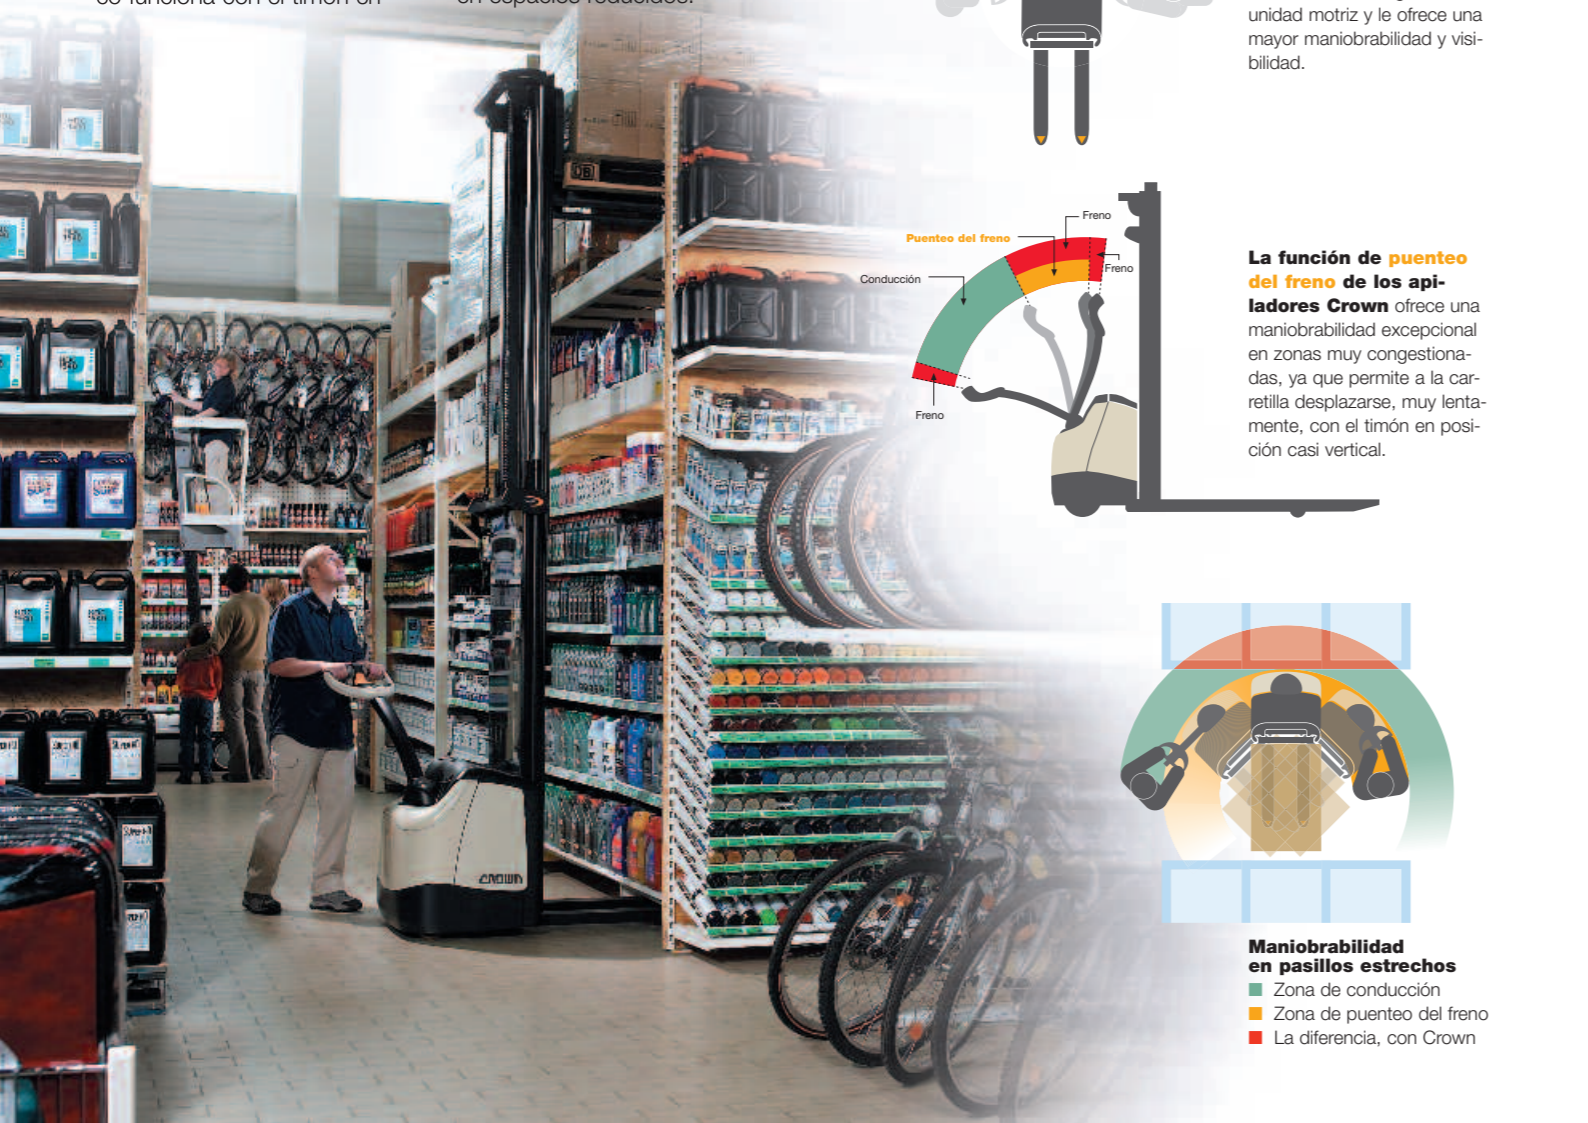 en espacios reducidos.
unidad motriz y le ofrece una
mayor maniobrabilidad y visi-
bilidad.
Freno
Puenteo del freno
Freno
Conducción
Freno
La función de puenteo
del freno de los api-
ladores Crown ofrece una
maniobrabilidad excepcional
en zonas muy congestiona-
das, ya que permite a la car-
retilla desplazarse, muy lenta-
mente, con el timón en posi-
ción casi vertical.
CROWN
Maniobrabilidad
en pasillos estrechos
Zona de conducción
Zona de puenteo del freno
La diferencia, con Crown